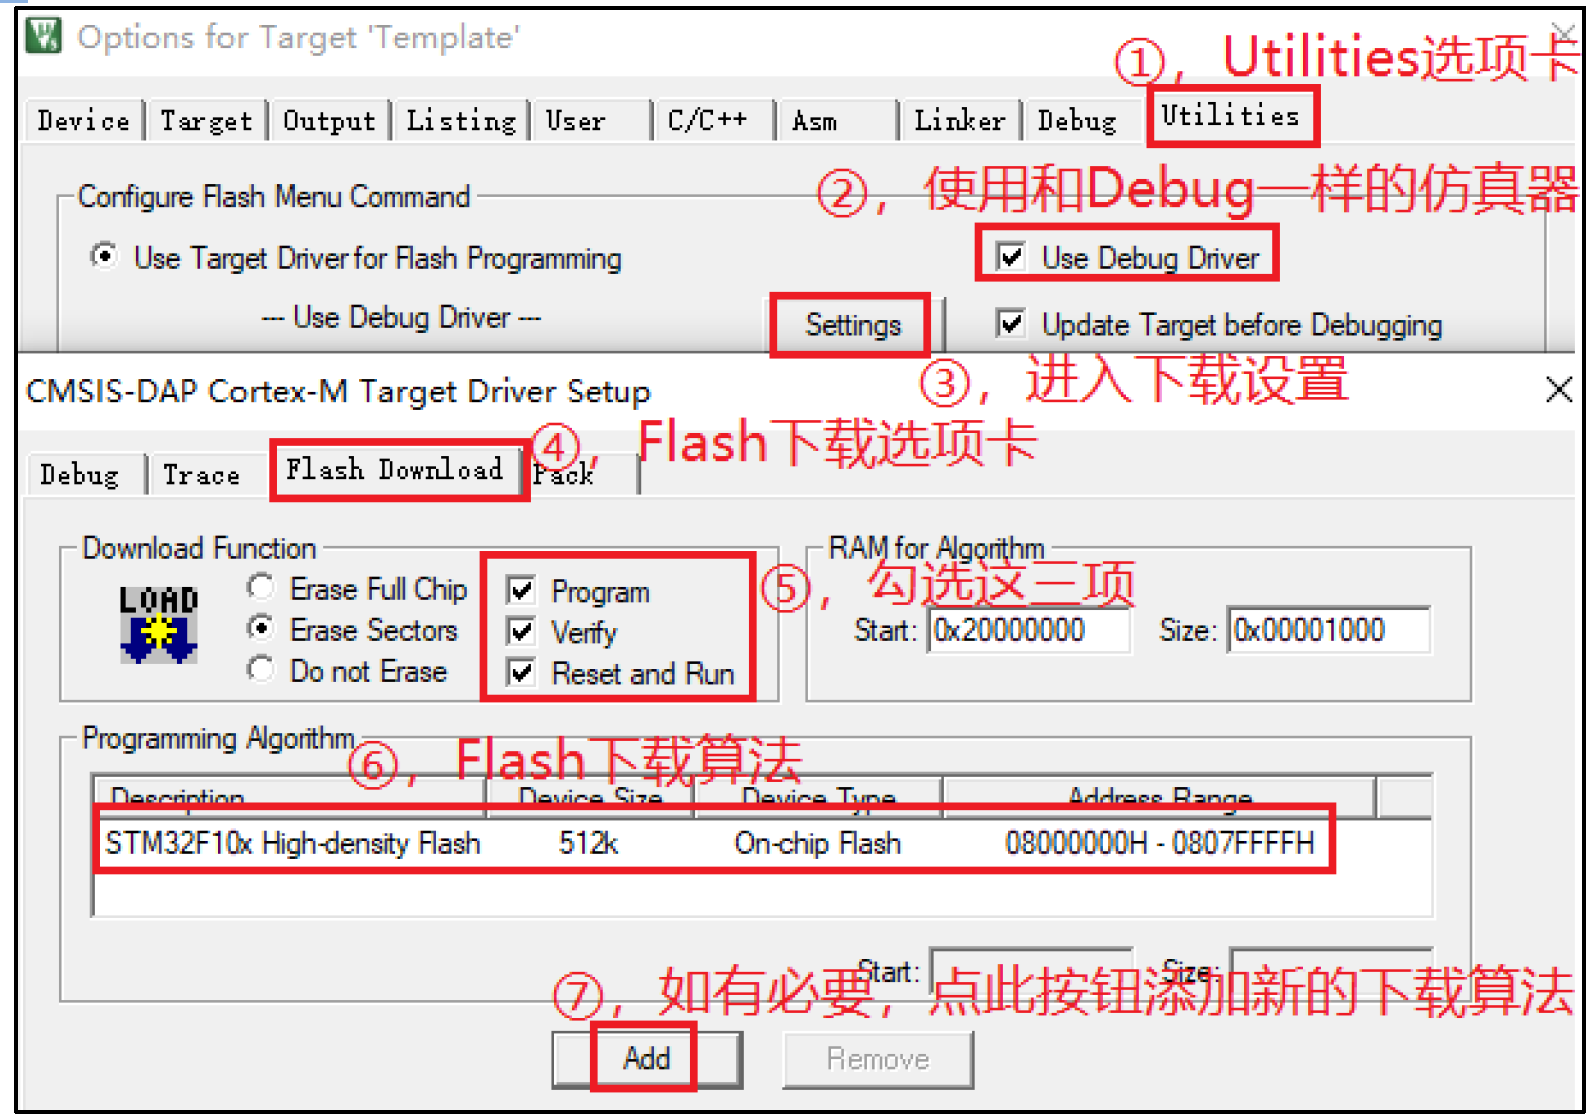 Options for Target 'Template'
①，Utilities选项卡
Device Target Output Listing User C/C++ Asm Linker Debug Utilities
②，使用和Debug一样的仿真器
Configure Flash Menu Command
Use Target Driver for Flash Programming
Use Debug Driver
--- Use Debug Driver ---
Settings
Update Target before Debugging
③，进入下载设置
CMSIS-DAP Cortex-M Target Driver Setup
④，Flash下载选项卡
Debug Trace Flash Download Pack
Download Function
RAM for Algorithm
LOAD
Erase Full Chip
Erase Sectors
Do not Erase
Program
Verify
Reset and Run
⑤，勾选这三项
Start: 0x20000000 Size: 0x00001000
Programming Algorithm
⑥，Flash下载算法
Description Device Size Device Type Address Range
STM32F10x High-density Flash 512k On-chip Flash 08000000H - 0807FFFFH
Start: Size:
⑦，如有必要，点此按钮添加新的下载算法
Add Remove